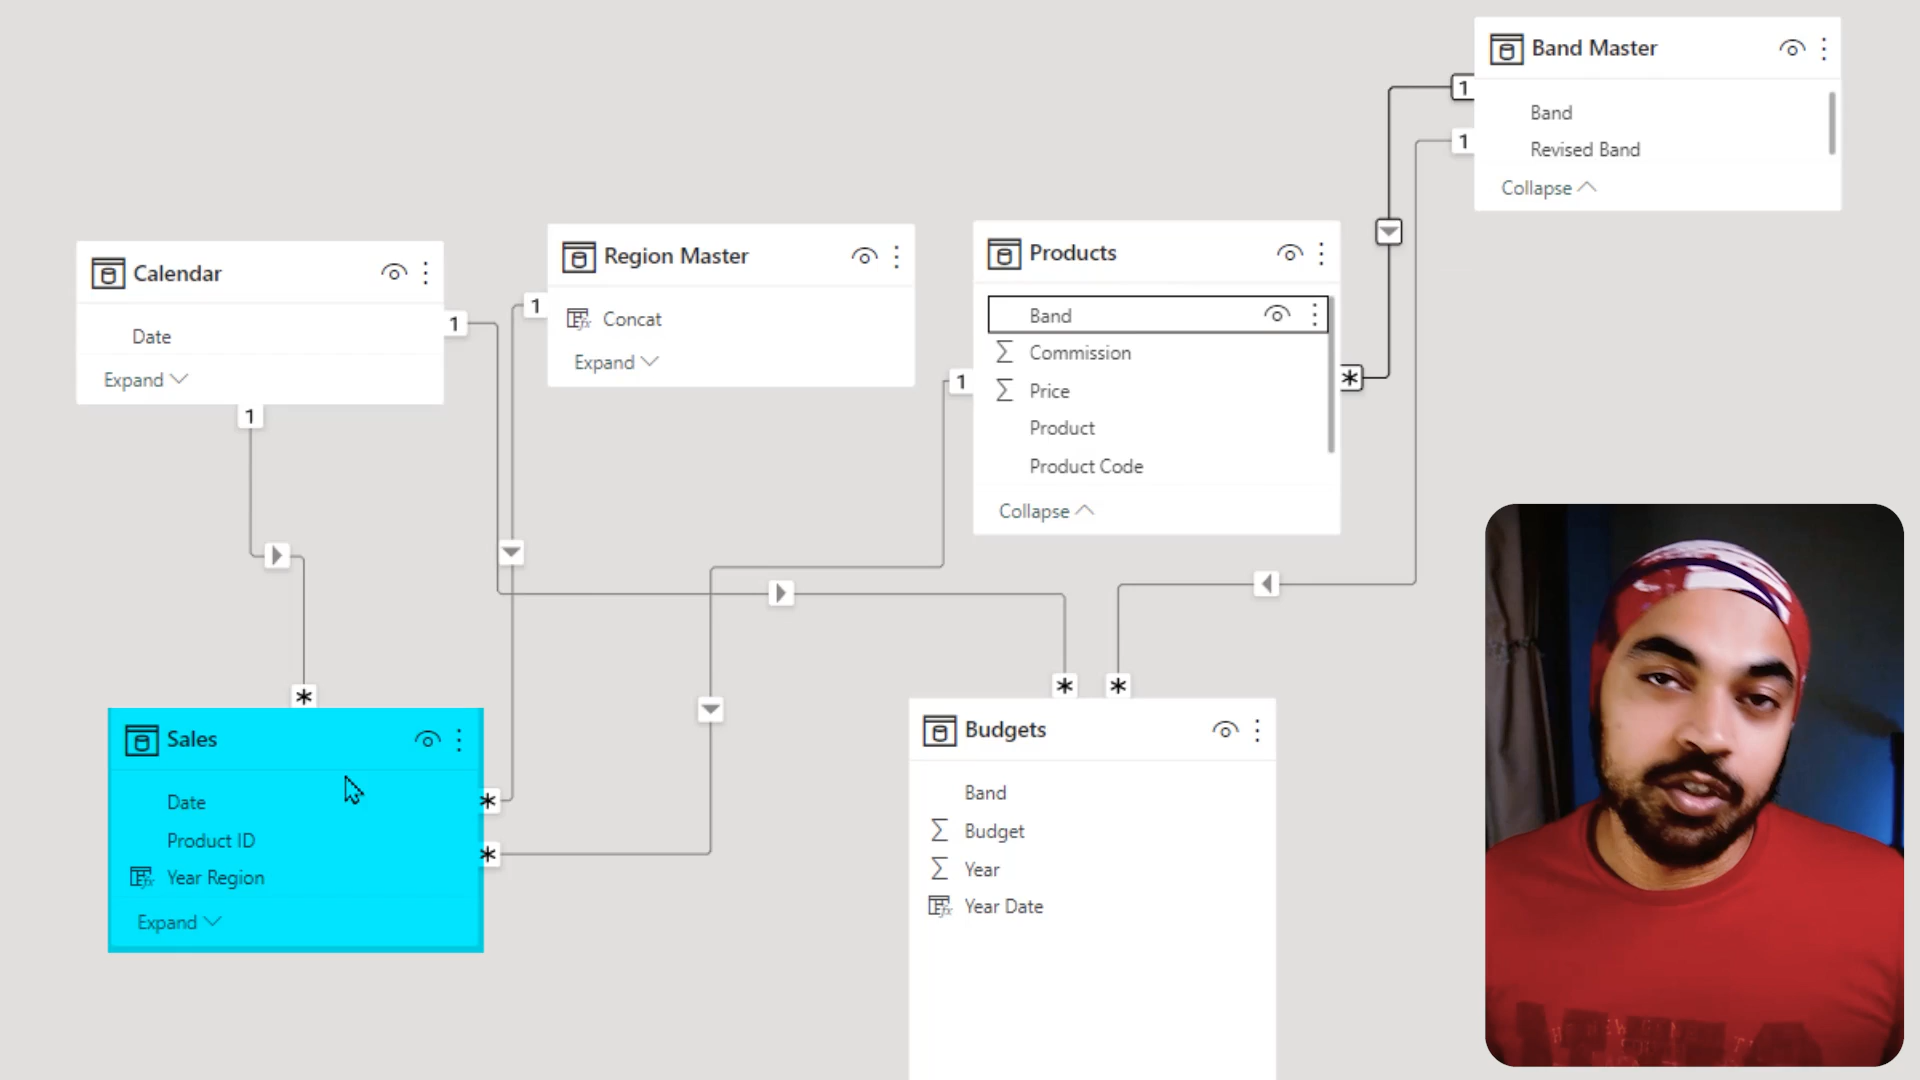 Band Master
1
Band
1
Revised Band
Collapse
Calendar
1
Date
Expand
1
Region Master
1
Concat
Expand
Products
Band
Commission
1
Price
*
Product
Product Code
Collapse
*
*
*
Sales
Date
*
Product ID
*
Year Region
Expand
Budgets
Band
Budget
Year
Year Date